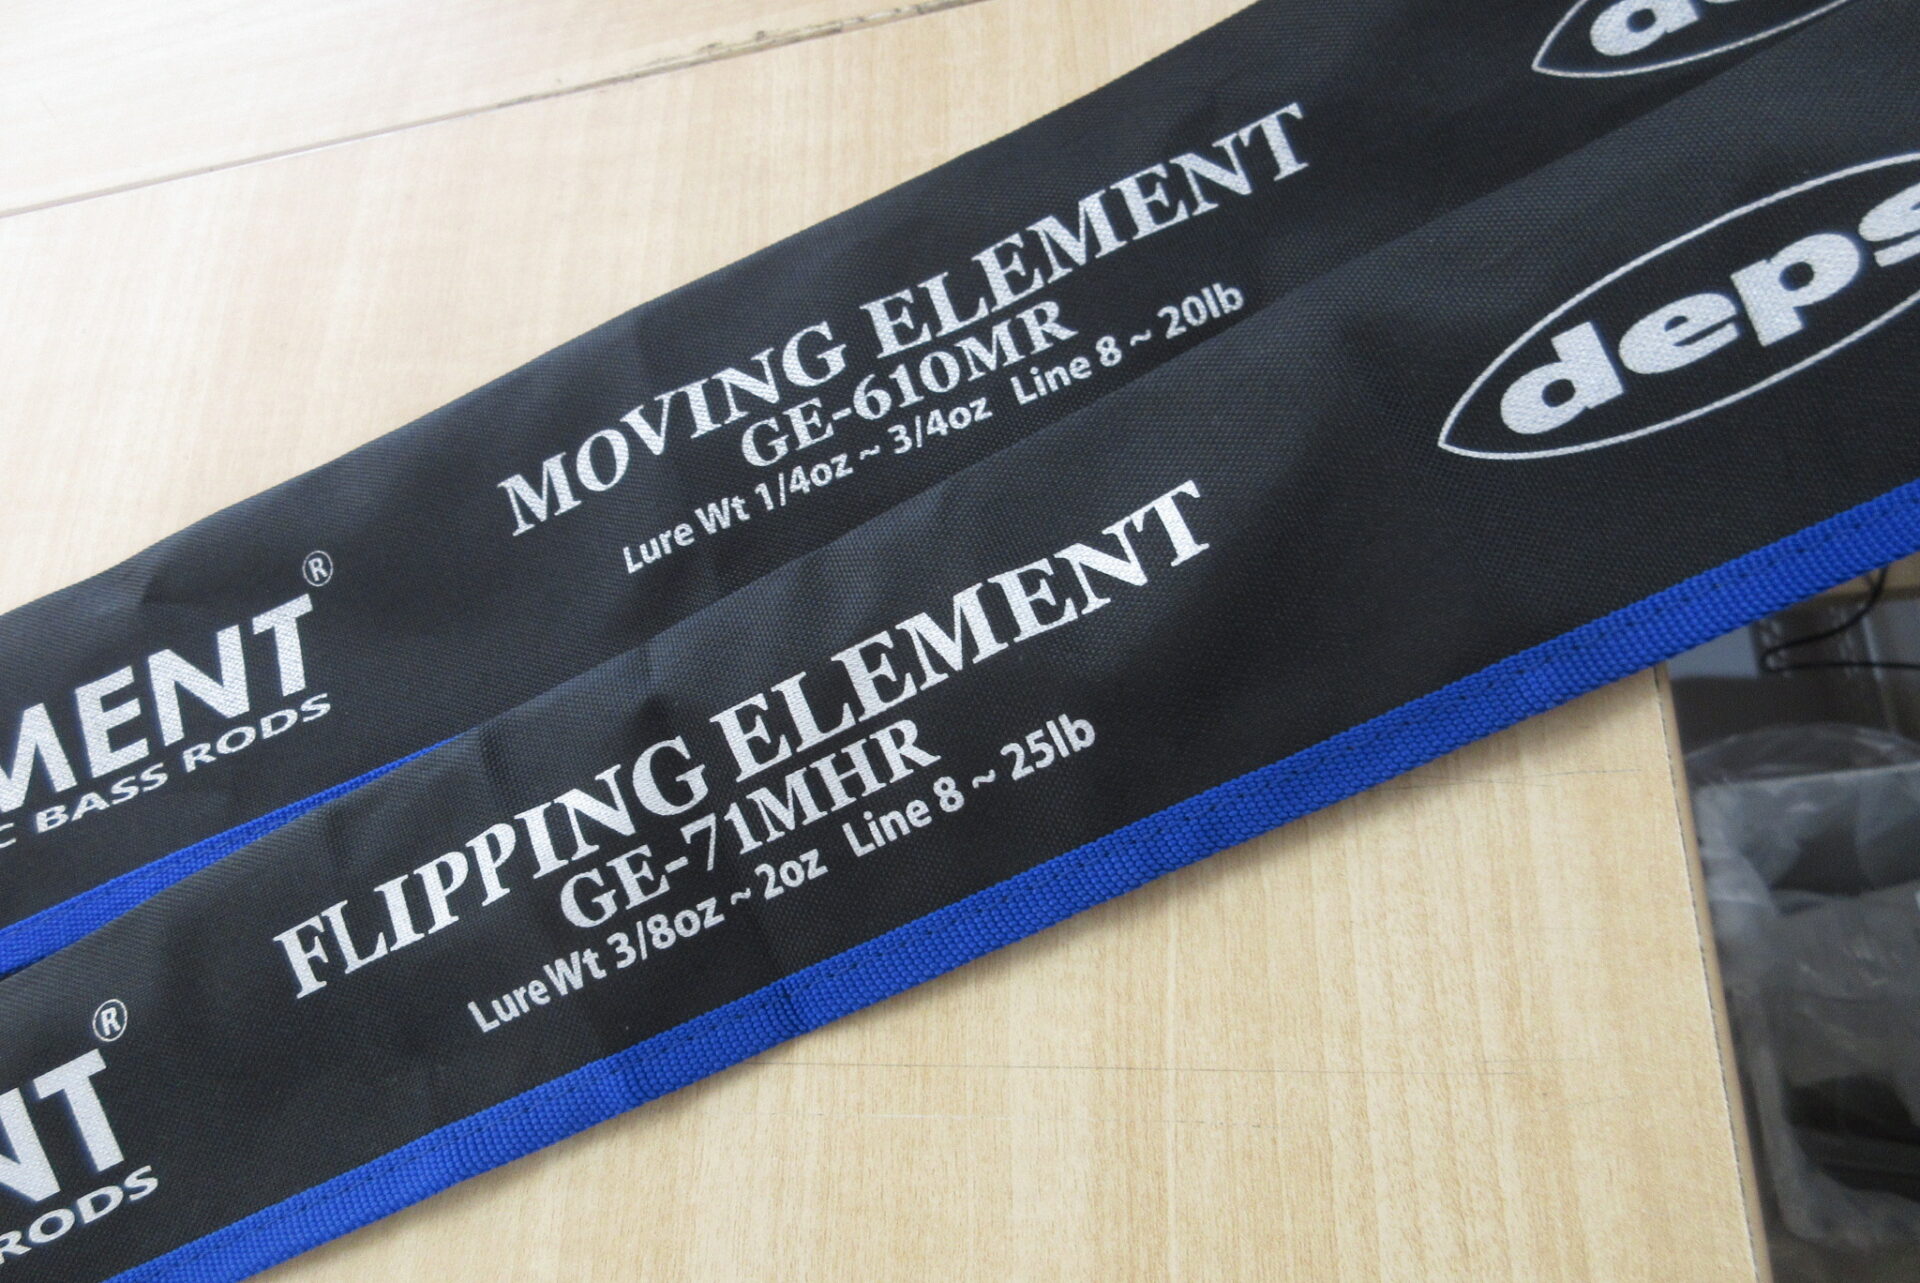 MOVING ELEMENT
GE-610MR
Lure Wt 1/4oz ~ 3/4oz Line 8 ~ 20lb
MENT®
C BASS RODS
deps
FLIPPING ELEMENT
GE-71MHR
Lure Wt 3/8oz ~ 2oz Line 8 ~ 25lb
NT®
RODS